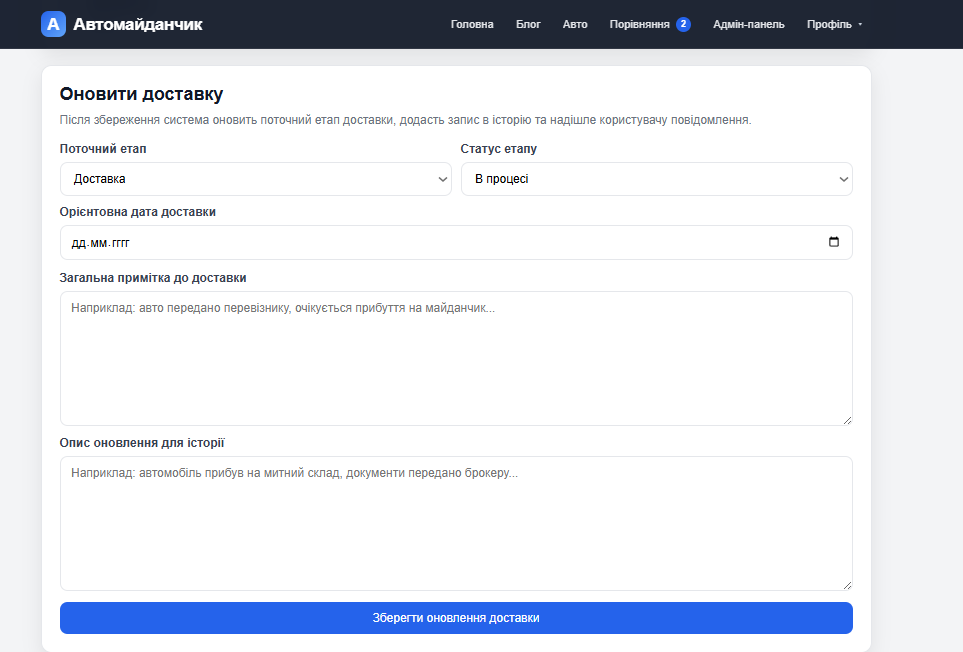 A Автомайданчик
Головна Блог Авто Порівняння 2 Адмін-панель Профіль
Оновити доставку
Після збереження система оновить поточний етап доставки, додасть запис в історію та надішле користувачу повідомлення.
Поточний етап Статус етапу
Доставка В процесі
Орієнтовна дата доставки
дд.мм.гггг
Загальна примітка до доставки
Наприклад: авто передано перевізнику, очікується прибуття на майданчик...
Опис оновлення для історії
Наприклад: автомобіль прибув на митний склад, документи передано брокеру...
Зберегти оновлення доставки